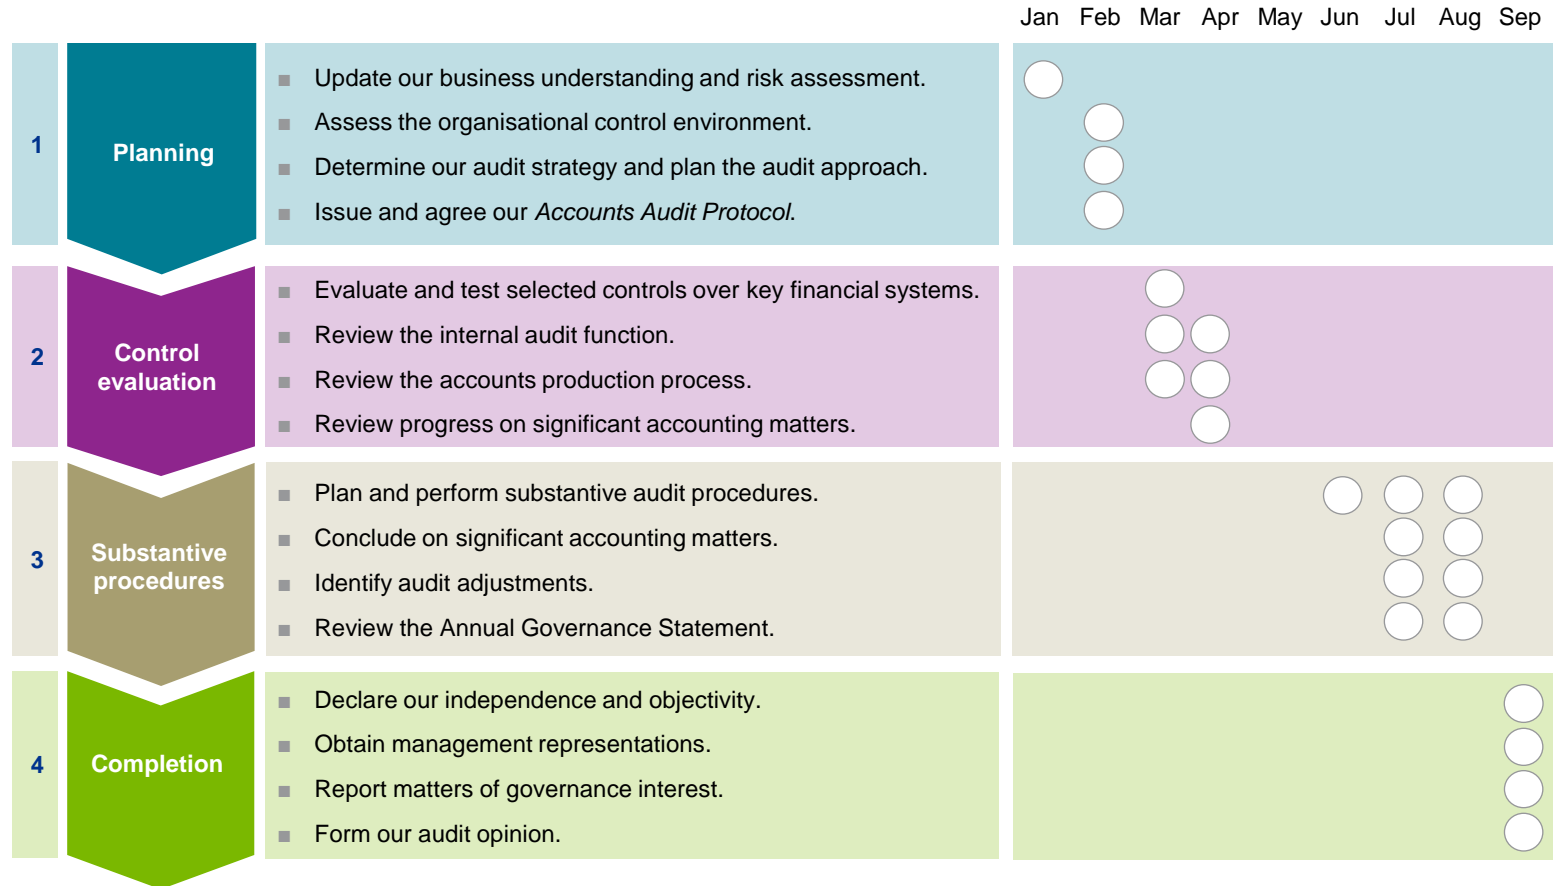 Jan Feb Mar Apr May Jun Jul Aug Sep
1
Planning
■ Update our business understanding and risk assessment.
■ Assess the organisational control environment.
■ Determine our audit strategy and plan the audit approach.
■ Issue and agree our Accounts Audit Protocol.
2
Control
evaluation
■ Evaluate and test selected controls over key financial systems.
■ Review the internal audit function.
■ Review the accounts production process.
■ Review progress on significant accounting matters.
3
Substantive
procedures
■ Plan and perform substantive audit procedures.
■ Conclude on significant accounting matters.
■ Identify audit adjustments.
■ Review the Annual Governance Statement.
4
Completion
■ Declare our independence and objectivity.
■ Obtain management representations.
■ Report matters of governance interest.
■ Form our audit opinion.